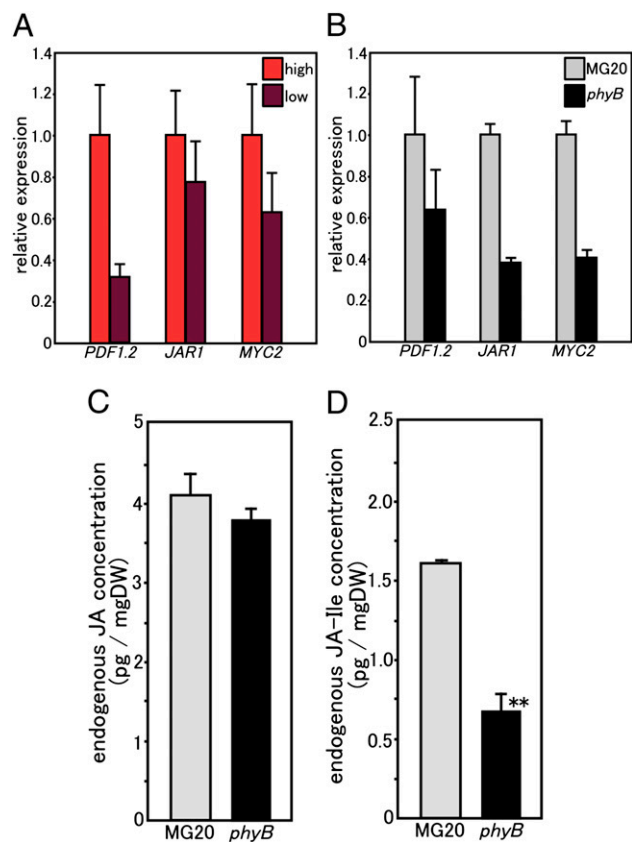 A
1.4
1.2
1.0
0.8
0.6
0.4
0.2
0
relative expression
high
low
PDF1.2 JAR1 MYC2
B
1.4
1.2
1.0
0.8
0.6
0.4
0.2
0
relative expression
MG20
phyB
PDF1.2 JAR1 MYC2
C
5
4
3
2
1
0
endogenous JA concentration
(pg / mgDW)
MG20 phyB
D
2.5
2.0
1.5
1.0
0.5
0
endogenous JA-Ile concentration
(pg / mgDW)
**
MG20 phyB